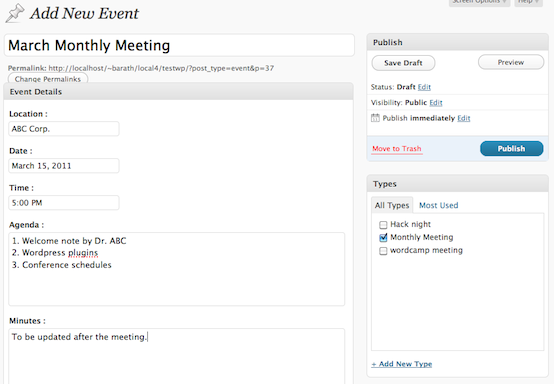 Screen Options
Help
Add New Event
March Monthly Meeting
Permalink: http://localhost/~barath/local4/testwp/?post_type=event&p=37
Change Permalinks
Event Details
Location :
ABC Corp.
Date :
March 15, 2011
Time :
5:00 PM
Agenda :
1. Welcome note by Dr. ABC
2. Wordpress plugins
3. Conference schedules
Minutes :
To be updated after the meeting.
Publish
Save Draft
Preview
Status: Draft Edit
Visibility: Public Edit
Publish immediately Edit
Move to Trash
Publish
Types
All Types
Most Used
Hack night
Monthly Meeting
wordcamp meeting
+ Add New Type